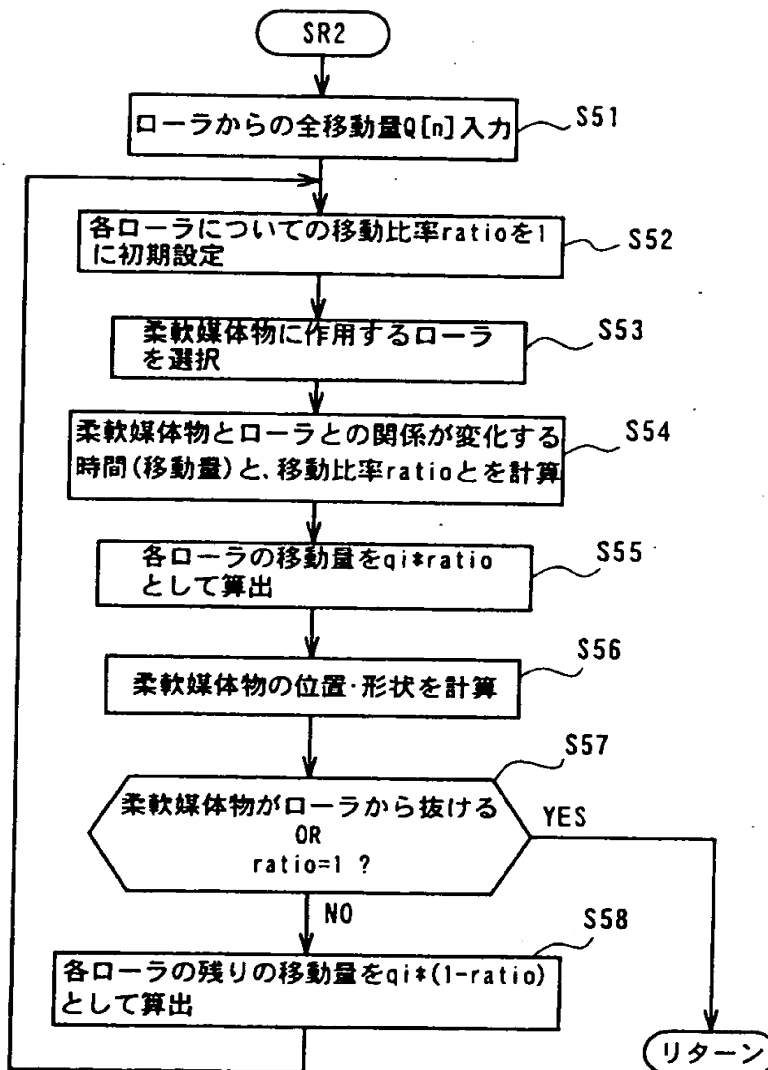 SR2
ローラからの全移動量Q[n]入力
S51
各ローラについての移動比率ratioを1
に初期設定
S52
柔軟媒体物に作用するローラ
を選択
S53
柔軟媒体物とローラとの関係が変化する
時間(移動量)と、移動比率ratioとを計算
S54
各ローラの移動量をqi*ratio
として算出
S55
柔軟媒体物の位置·形状を計算
S56
S57
柔軟媒体物がローラから抜ける
OR
ratio=1 ?
YES
NO
S58
各ローラの残りの移動量をqi*(1-ratio)
として算出
リターン